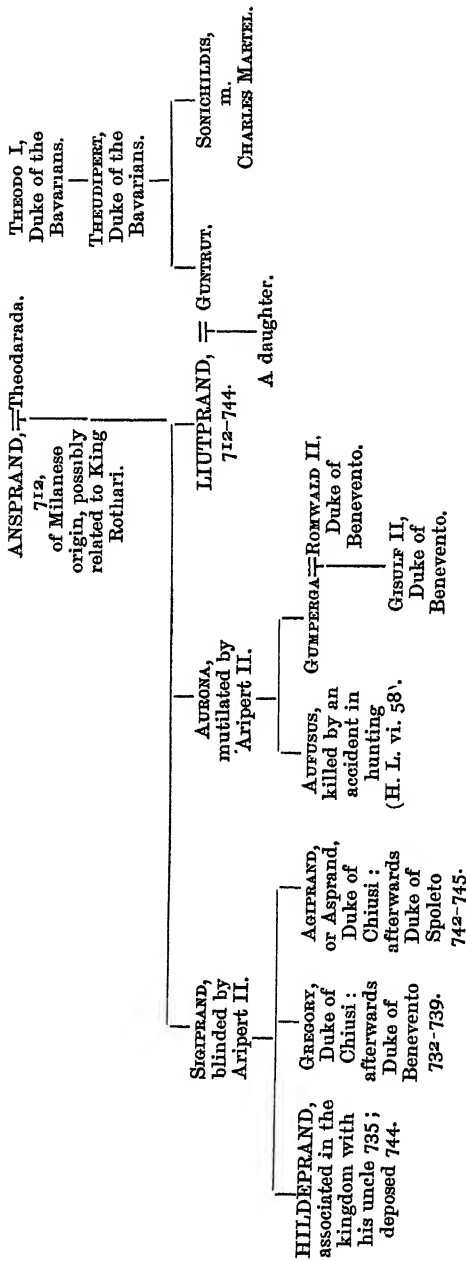 ANSPRAND, = Theodarada.
712,
of Milanese
origin, possibly
related to King
Rothari.
THEODO I,
Duke of the
Bavarians.
THEUDIPERT,
Duke of the
Bavarians.
SIGIPRAND,
blinded by
Aripert II.
AURONA,
mutilated by
Aripert II.
LIUTPRAND, = GUNTRUT.
712–744.
SONICHILDIS,
m.
CHARLES MARTEL.
HILDEPRAND,
associated in the
kingdom with
his uncle 735;
deposed 744.
GREGORY,
Duke of
Chiusi:
afterwards
Duke of
Benevento
732–739.
AGIPRAND,
or Asprand,
Duke of
Chiusi:
afterwards
Duke of
Spoleto
742–745.
AUFUSUS,
killed by an
accident in
hunting
(H. L. vi. 58).
GUMPERGA = ROMWALD II,
Duke of
Benevento.
GISULF II,
Duke of
Benevento.
A daughter.